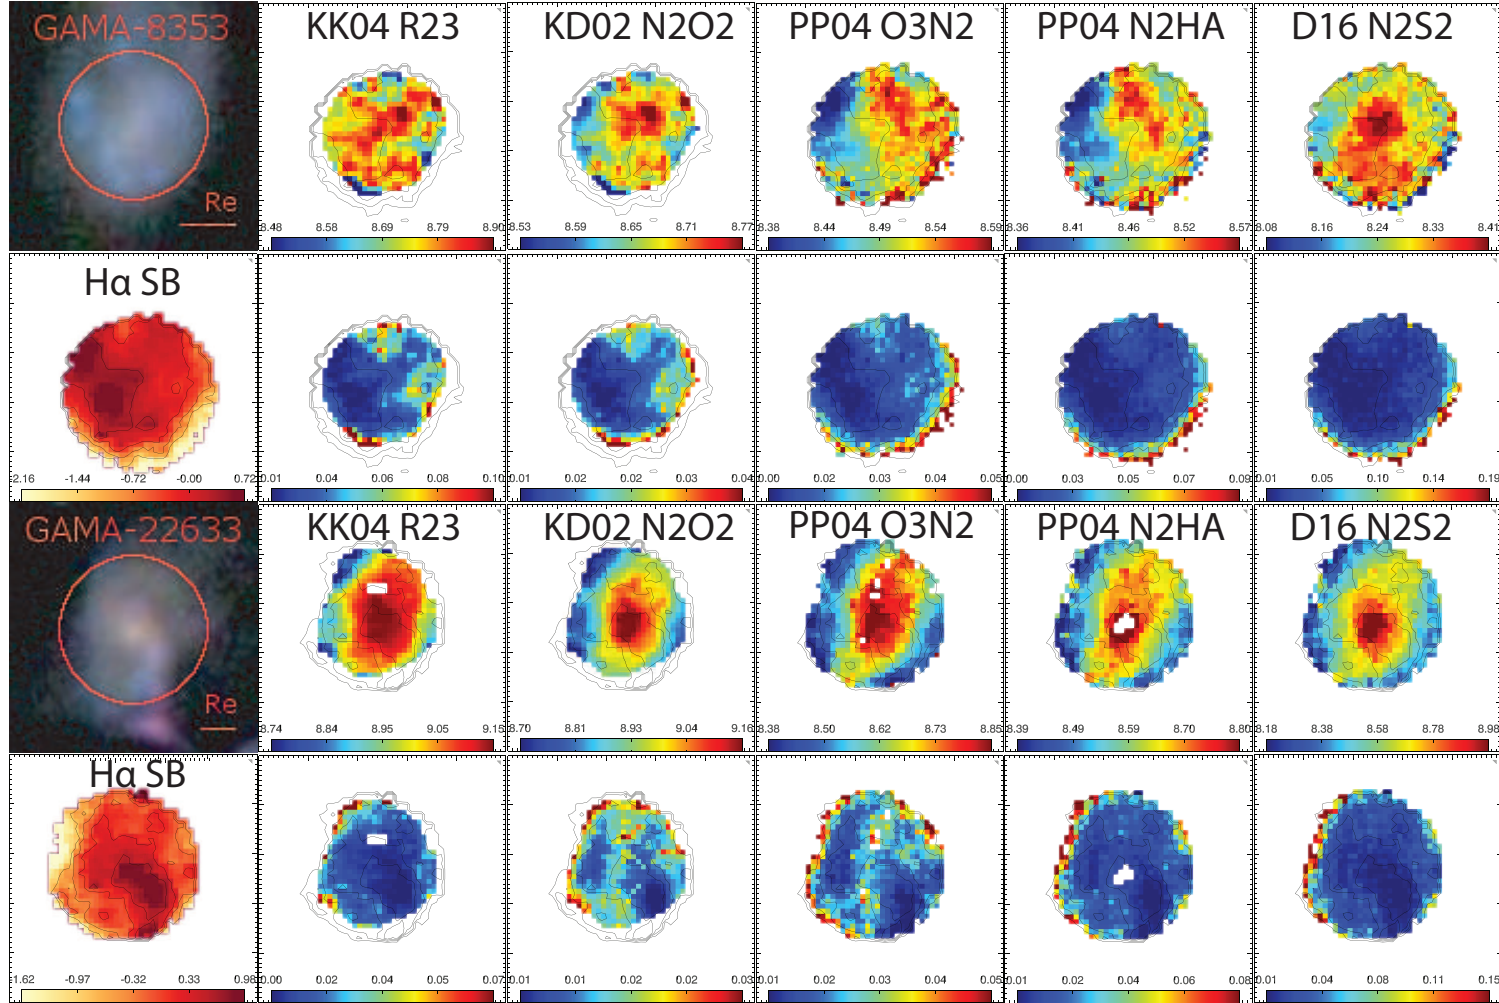 GAMA-8353 KK04 R23 KD02 N2O2 PP04 O3N2 PP04 N2HA D16 N2S2
Re
8.48 8.58 8.69 8.79 8.90 8.53 8.59 8.65 8.71 8.77 8.38 8.44 8.49 8.54 8.59 8.36 8.41 8.46 8.52 8.57 8.08 8.16 8.24 8.33 8.41
Hα SB
-2.16 -1.44 -0.72 -0.00 0.72 0.01 0.04 0.06 0.08 0.10 0.01 0.02 0.02 0.03 0.04 0.00 0.02 0.03 0.04 0.05 0.00 0.03 0.05 0.07 0.09 0.01 0.05 0.10 0.14 0.19
GAMA-22633 KK04 R23 KD02 N2O2 PP04 O3N2 PP04 N2HA D16 N2S2
Re
8.74 8.84 8.95 9.05 9.15 8.70 8.81 8.93 9.04 9.16 8.38 8.50 8.62 8.73 8.85 8.39 8.49 8.59 8.70 8.80 8.18 8.38 8.58 8.78 8.98
Hα SB
-1.62 -0.97 -0.32 0.33 0.98 0.00 0.02 0.04 0.05 0.07 0.01 0.01 0.02 0.02 0.03 0.01 0.02 0.03 0.04 0.05 0.01 0.02 0.04 0.06 0.08 0.01 0.04 0.08 0.11 0.15